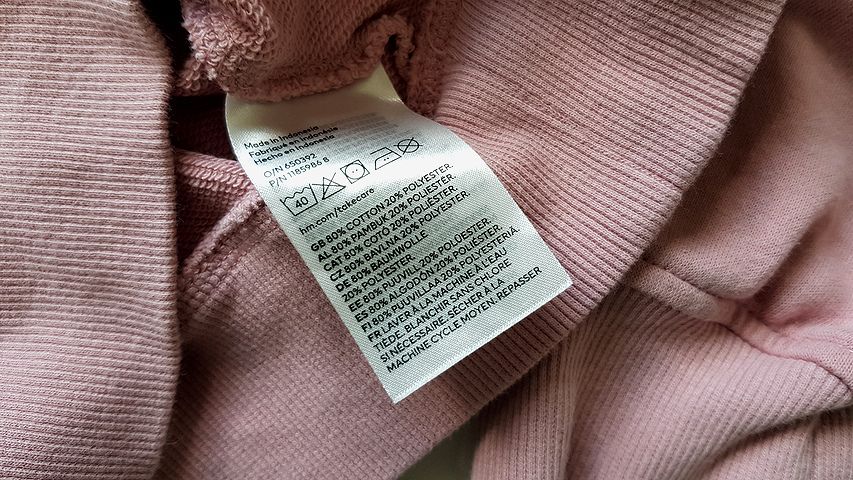 Made in Indonesia
Fabriqué en Indonésie
Hecho en Indonesia
O/N 650392
P/N 1185986 8
40
hm.com/takecare
GB 80% COTTON 20% POLYESTER.
AL 80% PAMBUK 20% POLIESTËR.
CAT 80% COTÓ 20% POLIÈSTER.
CZ 80% BAVLNA 20% POLYESTER.
DE 80% BAUMWOLLE
20% POLYESTER.
EE 80% PUUVILL 20% POLÜESTER.
ES 80% ALGODÓN 20% POLIÉSTER.
FI 80% PUUVILLAA 20% POLYESTERIÄ.
FR LAVER À LA MACHINE À L'EAU
TIÈDE. BLANCHIR SANS CHLORE
SI NÉCESSAIRE. SÉCHER À LA
MACHINE CYCLE MOYEN. REPASSER